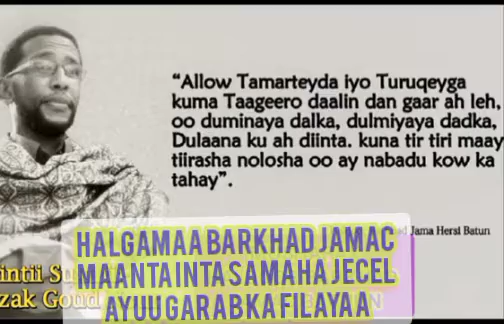 “Allow Tamarteyda iyo Turuqeyga
kuma Taageero daalin dan gaar ah leh,
oo duminaya dalka, dulmiyaya dadka,
Dulaana ku ah diinta. kuna tir tiri maay
tiirasha nolosha oo ay nabadu kow ka
tahay”.
Jama Hersi Batun
HALGAMAA BARKHAD JAMAC
MAANTA INTA SAMAHA JECEL
AYUU GARABKA FILAYAA